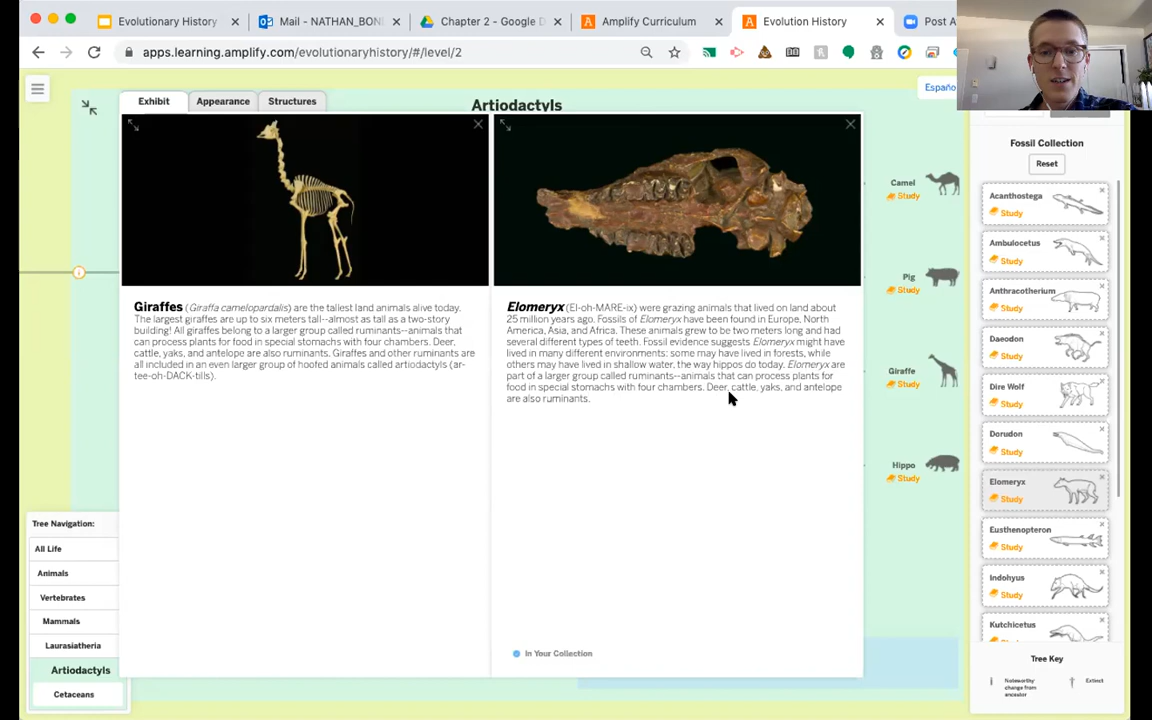 Evolutionary History
Mail - NATHAN_BON
Chapter 2 - Google D
Amplify Curriculum
Evolution History
Post A
apps.learning.amplify.com/evolutionaryhistory/#/level/2
Exhibit
Appearance
Structures
Artiodactyls
Españo
Giraffes (Giraffa camelopardalis) are the tallest land animals alive today.
The largest giraffes are up to six meters tall--almost as tall as a two-story
building! All giraffes belong to a larger group called ruminants--animals that
can process plants for food in special stomachs with four chambers. Deer,
cattle, yaks, and antelope are also ruminants. Giraffes and other ruminants are
all included in an even larger group of hoofed animals called artiodactyls (ar-
tee-oh-DACK-tils).
Elomeryx (El-oh-MARE-ix) were grazing animals that lived on land about
25 million years ago. Fossils of Elomeryx have been found in Europe, North
America, Asia, and Africa. These animals grew to be two meters long and had
several different types of teeth. Fossil evidence suggests Elomeryx might have
lived in many different environments: some may have lived in forests, while
others may have lived in shallow water, the way hippos do today. Elomeryx are
part of a larger group called ruminants--animals that can process plants for
food in special stomachs with four chambers. Deer, cattle, yaks, and antelope
are also ruminants.
In Your Collection
Camel
Study
Pig
Study
Giraffe
Study
Hippo
Study
Tree Navigation:
All Life
Animals
Vertebrates
Mammals
Laurasiatheria
Artiodactyls
Cetaceans
Fossil Collection
Reset
Acanthostega
Study
Ambulocetus
Study
Anthracotherium
Study
Daeodon
Study
Dire Wolf
Study
Dorudon
Study
Elomeryx
Study
Eusthenopteron
Study
Indohyus
Study
Kutchicetus
Study
Tree Key
Noteworthy
change from
ancestor
Extinct